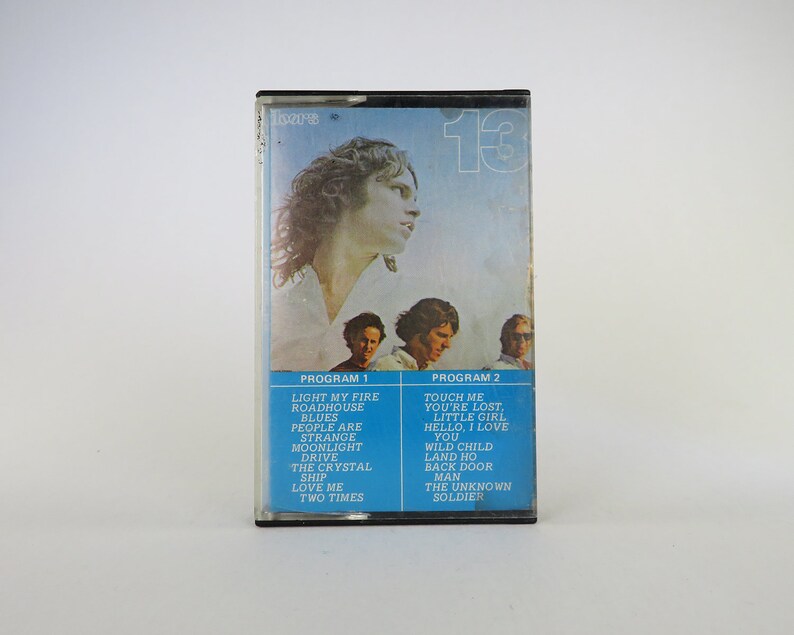 Doors
13
PROGRAM 1
LIGHT MY FIRE
ROADHOUSE
BLUES
PEOPLE ARE
STRANGE
MOONLIGHT
DRIVE
THE CRYSTAL
SHIP
LOVE ME
TWO TIMES
PROGRAM 2
TOUCH ME
YOU'RE LOST,
LITTLE GIRL
HELLO, I LOVE
YOU
WILD CHILD
LAND HO
BACK DOOR
MAN
THE UNKNOWN
SOLDIER